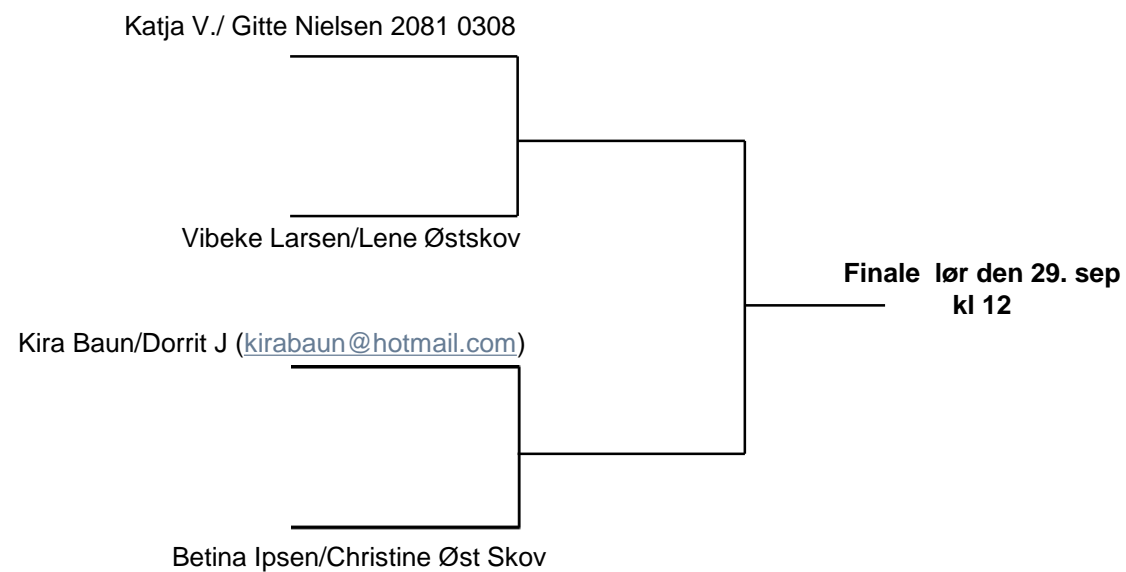 Katja V./ Gitte Nielsen 2081 0308
Vibeke Larsen/Lene Østskov
Finale  lør den 29. sep
kl 12
Kira Baun/Dorrit J (kirabaun@hotmail.com)
Betina Ipsen/Christine Øst Skov